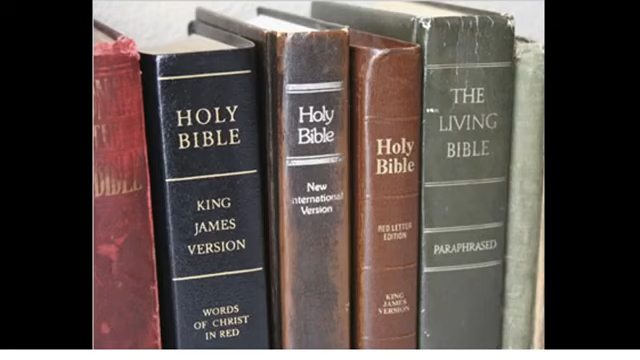 BIBLE
HOLY
BIBLE
KING
JAMES
VERSION
WORDS
OF CHRIST
IN RED
Holy
Bible
New
International
Version
Holy
Bible
RED LETTER
EDITION
KING
JAMES
VERSION
THE
LIVING
BIBLE
PARAPHRASED